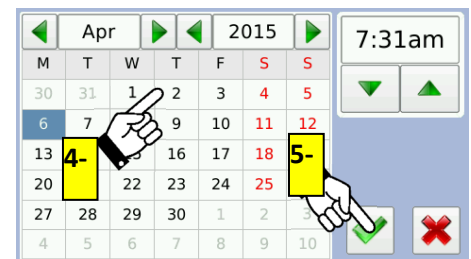 Apr 2015 7:31am
M T W T F S S
30 31 1 2 3 4 5
6 7 9 10 11 12
13 4- 16 17 18 5-
20 22 23 24 25
27 28 29 30 1 2 3
4 5 6 7 8 9 10